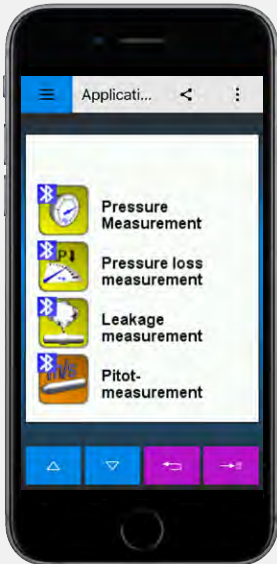 Applicati...
Pressure
Measurement
P
Pressure loss
measurement
Leakage
measurement
m/s
Pitot-
measurement